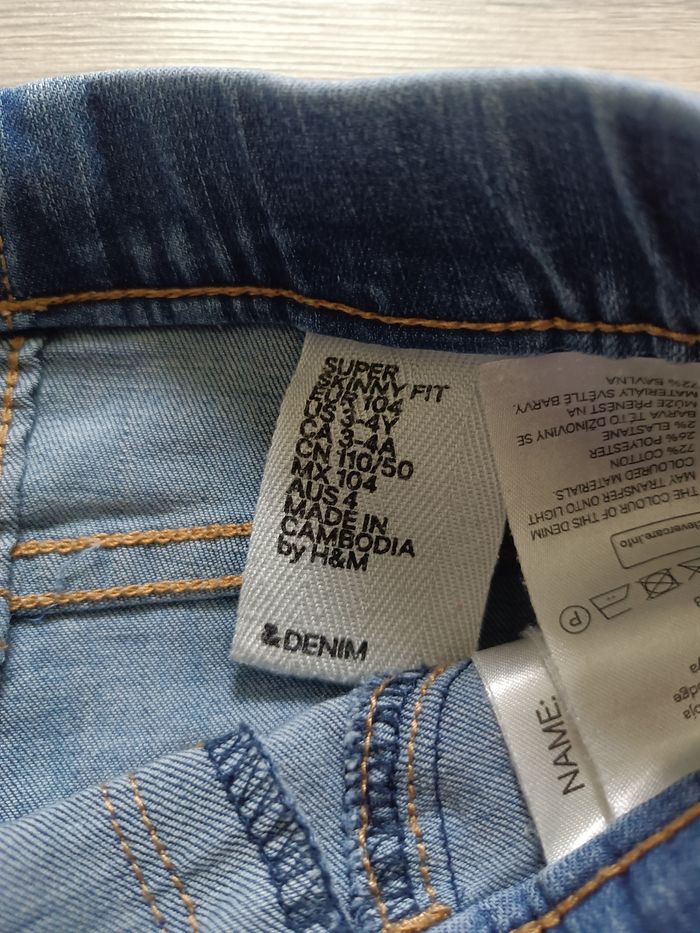 SUPER
SKINNY FIT
EUR 104
US 3-4Y
CA 3-4A
CN 110/50
MX 104
AUS 4
MADE IN
CAMBODIA
by H&M
& DENIM
P
clevercare.info
THE COLOUR OF THIS DENIM
MAY TRANSFER ONTO LIGHT
COLOURED MATERIALS.
72% COTTON
26% POLYESTER
2% ELASTANE
BARVA TÉTO DŽÍNOVINY SE
MŮŽE PŘENÉST NA
MATERIÁLY SVĚTLÉ BARVY.
72% BAVLNA
NAME: